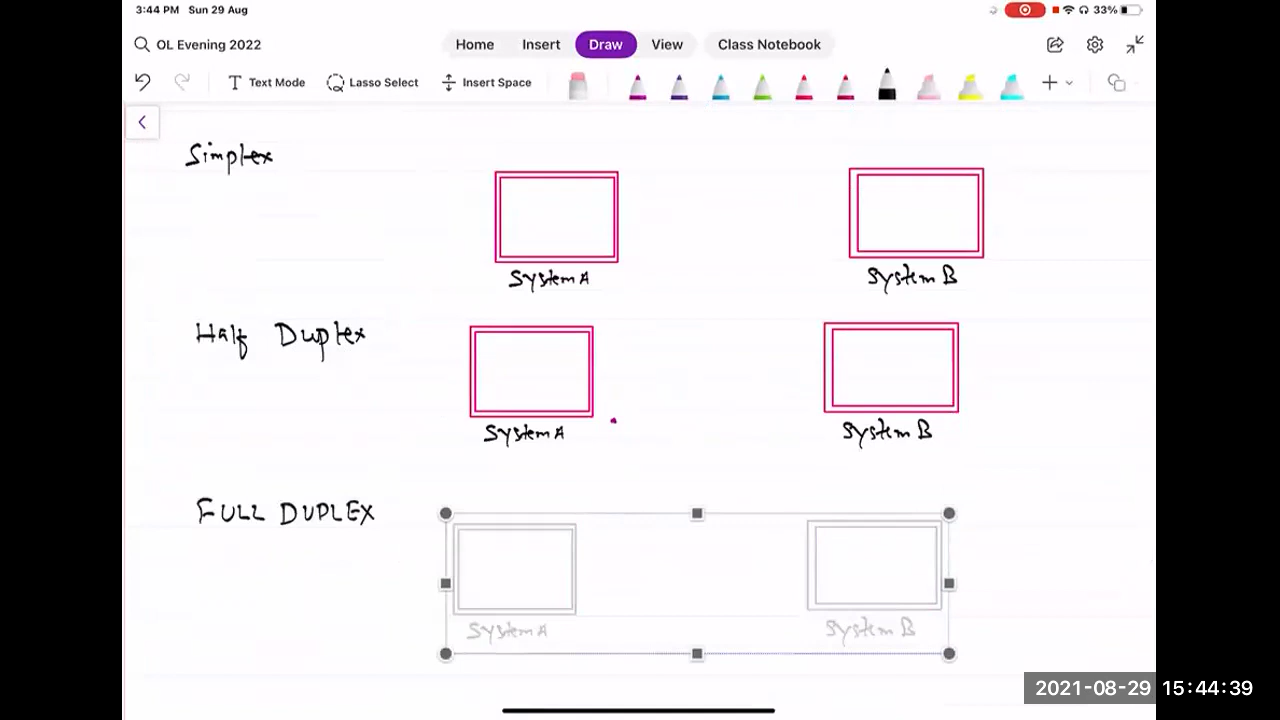 3:44 PM Sun 29 Aug
33%
OL Evening 2022
Home Insert Draw View Class Notebook
Text Mode Lasso Select Insert Space
Simplex
System A System B
Half Duplex
System A System B
FULL DUPLEX
System A System B
2021-08-29 15:44:39